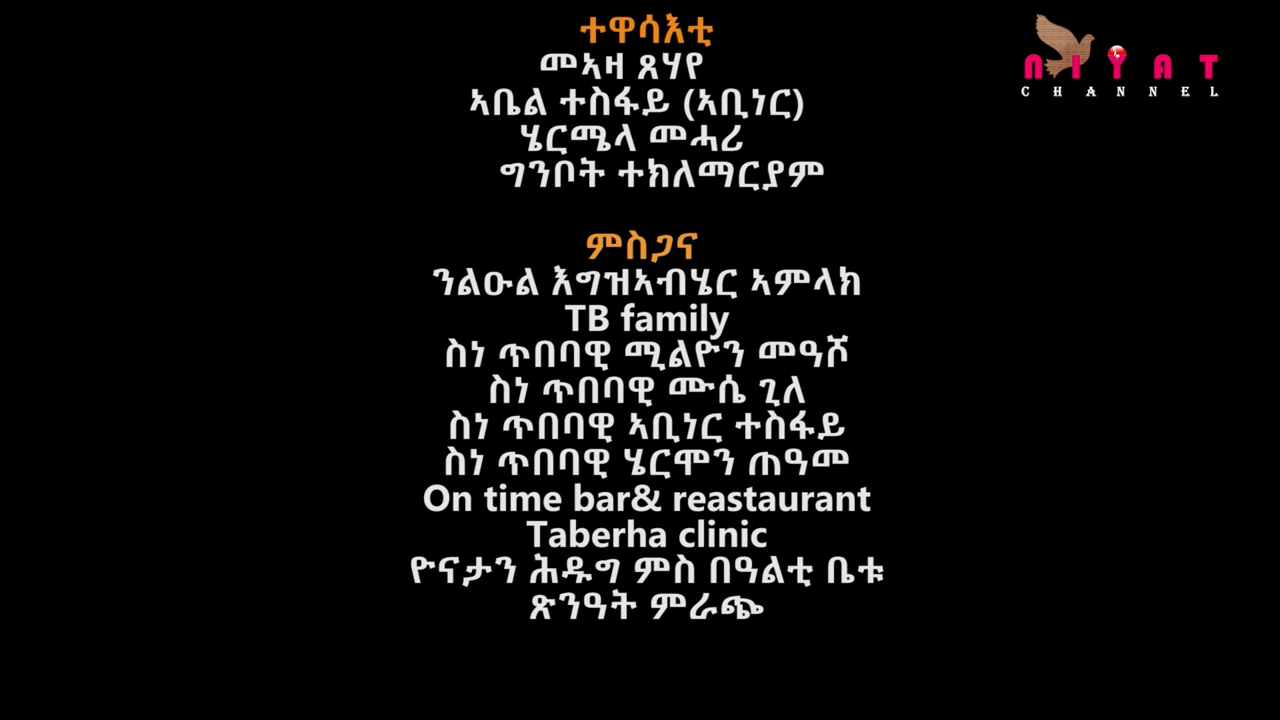 ተዋሳእቲ
መኣዛ ጸሃየ
ኣቤል ተስፋይ (ኣቢነር)
ሄርሜላ መሓሪ
ግንቦት ተክለማርያም
ምስጋና
ንልዑል እግዝኣብሄር ኣምላክ
TB family
ስነ ጥበባዊ ሚልዮን መዓሾ
ስነ ጥበባዊ ሙሴ ጊለ
ስነ ጥበባዊ ኣቢነር ተስፋይ
ስነ ጥበባዊ ሄርሞን ጠዓመ
On time bar& reastaurant
Taberha clinic
ዮናታን ሕዱግ ምስ በዓልቲ ቤቱ
ጽንዓት ምራጭ
NIYAT
CHANNEL